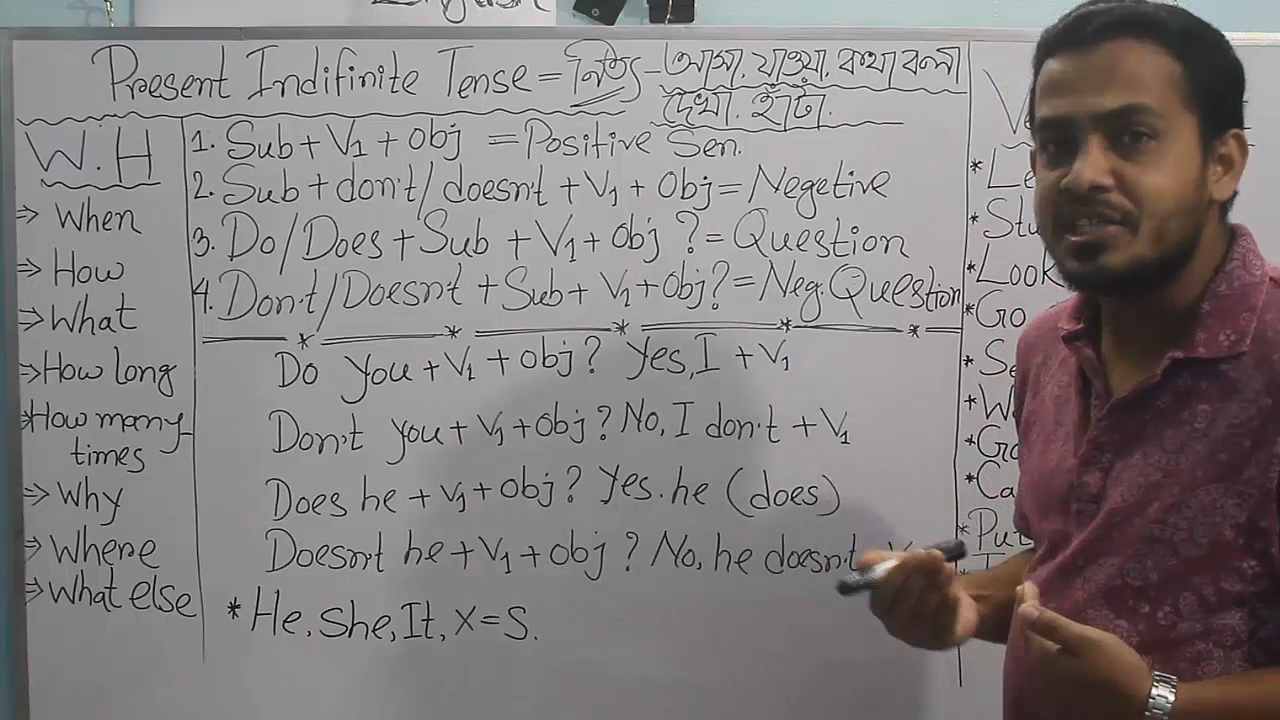 English
Present Indifinite Tense = নিত্য - আসা, যাওয়া, কথা বলা
দেখা, হাঁটা.
W.H
⇒ When
⇒ How
⇒ What
⇒ How long
How many
times
⇒ Why
⇒ Where
⇒ What else
1. Sub + V1 + obj = Positive Sen.
2. Sub + don't/doesn't + V1 + Obj = Negetive
3. Do/Does + Sub + V1 + Obj ? = Question
4. Don't/Doesn't + Sub + V1 + Obj? = Neg. Question
Do you + V1 + obj? Yes, I + V1
Don't you + V1 + Obj? No, I don't + V1
Does he + V1 + Obj? Yes. he (does)
Doesn't he + V1 + obj? No, he doesn't
* He, She, It, X = S.
* Look
* Go
* Put